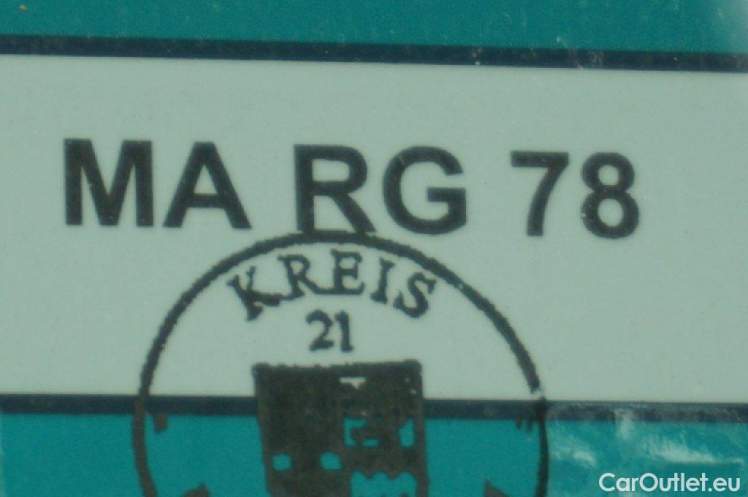 MA RG 78
KREIS
21
CarOutlet.eu